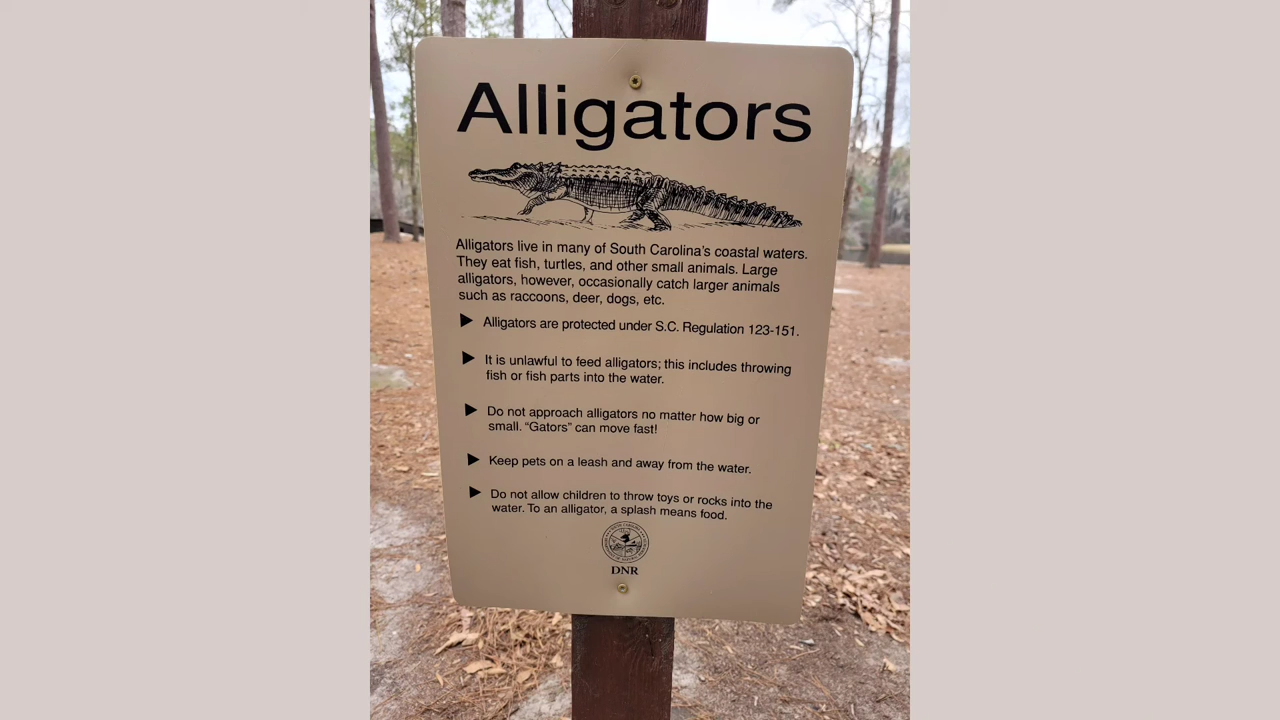 Alligators
Alligators live in many of South Carolina's coastal waters.
They eat fish, turtles, and other small animals. Large
alligators, however, occasionally catch larger animals
such as raccoons, deer, dogs, etc.
Alligators are protected under S.C. Regulation 123-151.
It is unlawful to feed alligators; this includes throwing
fish or fish parts into the water.
Do not approach alligators no matter how big or
small. “Gators” can move fast!
Keep pets on a leash and away from the water.
Do not allow children to throw toys or rocks into the
water. To an alligator, a splash means food.
DNR